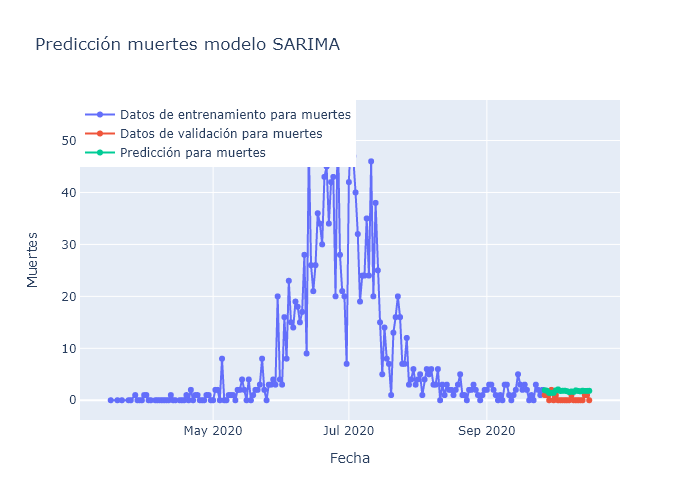 Predicción muertes modelo SARIMA
Datos de entrenamiento para muertes
Datos de validación para muertes
Predicción para muertes
50
40
30
20
10
0
Muertes
May 2020
Jul 2020
Sep 2020
Fecha